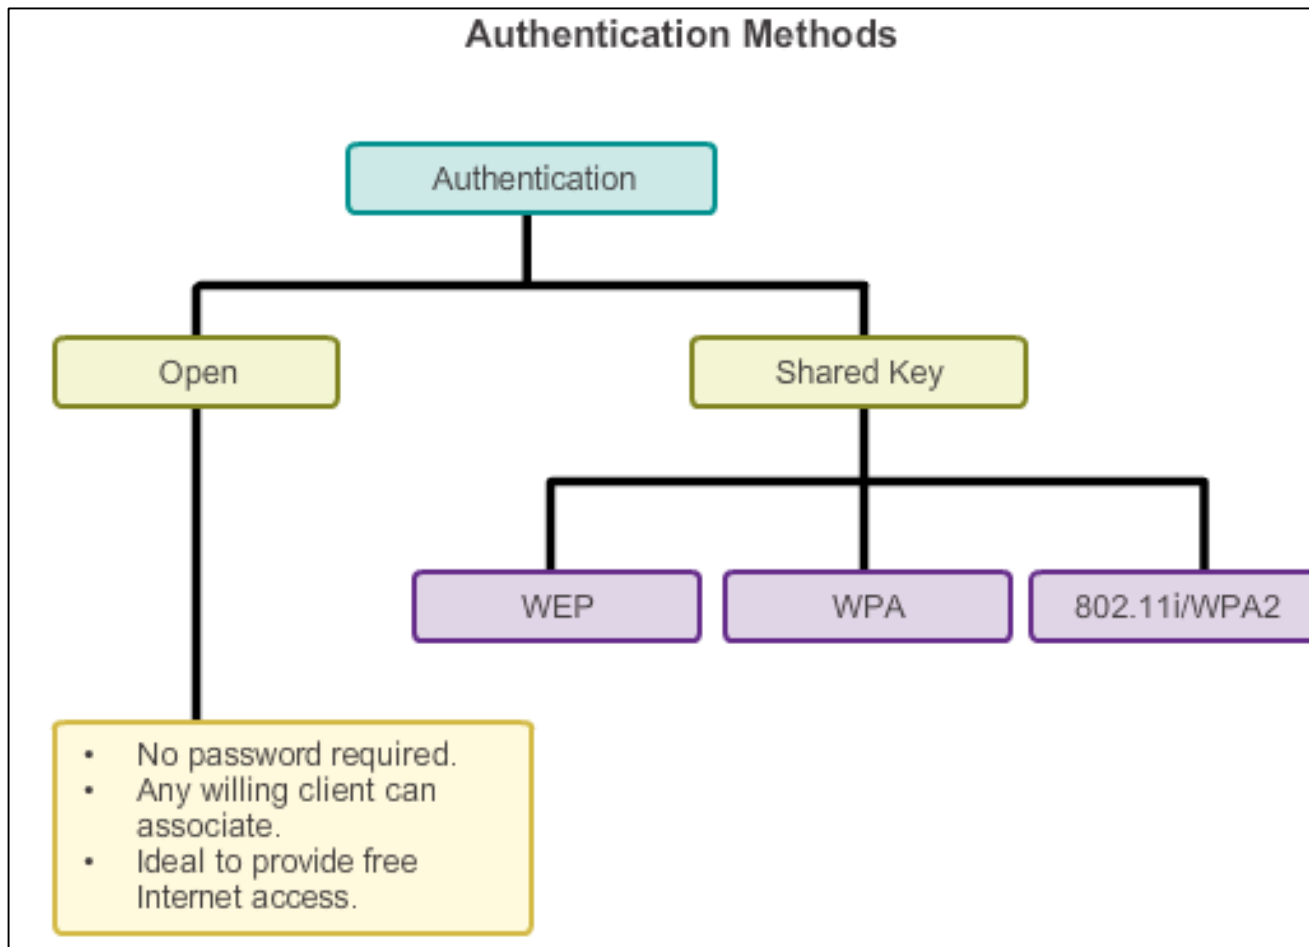 Authentication Methods
Authentication
Open
Shared Key
WEP
WPA
802.11i/WPA2
• No password required.
• Any willing client can
associate.
• Ideal to provide free
Internet access.